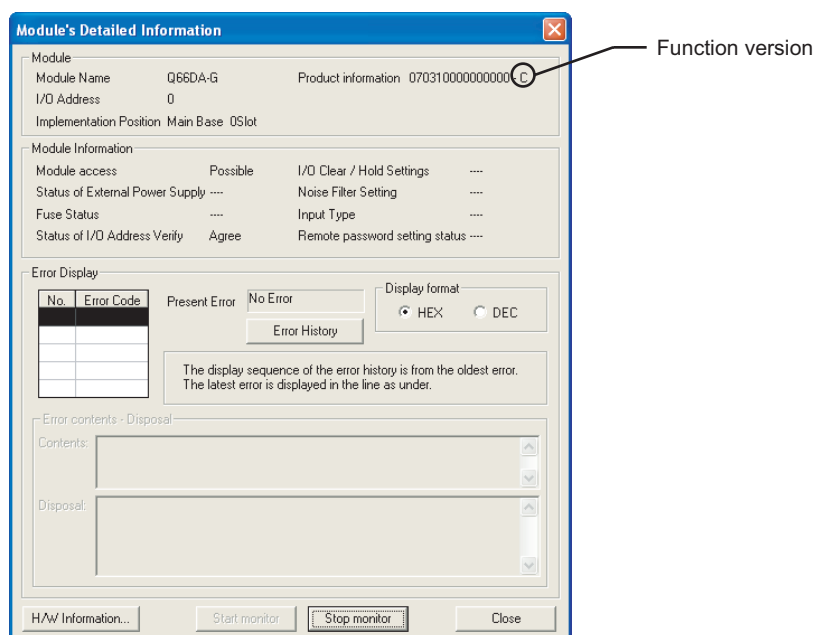 Module's Detailed Information
Function version
Module
Module Name Q66DA-G Product information 070310000000000 - C
I/O Address 0
Implementation Position Main Base 0Slot
Module Information
Module access Possible I/O Clear / Hold Settings ----
Status of External Power Supply ---- Noise Filter Setting ----
Fuse Status ---- Input Type ----
Status of I/O Address Verify Agree Remote password setting status ----
Error Display
No. Error Code
Present Error No Error
Error History
Display format
HEX DEC
The display sequence of the error history is from the oldest error.
The latest error is displayed in the line as under.
Error contents - Disposal
Contents:
Disposal:
H/W Information... Start monitor Stop monitor Close